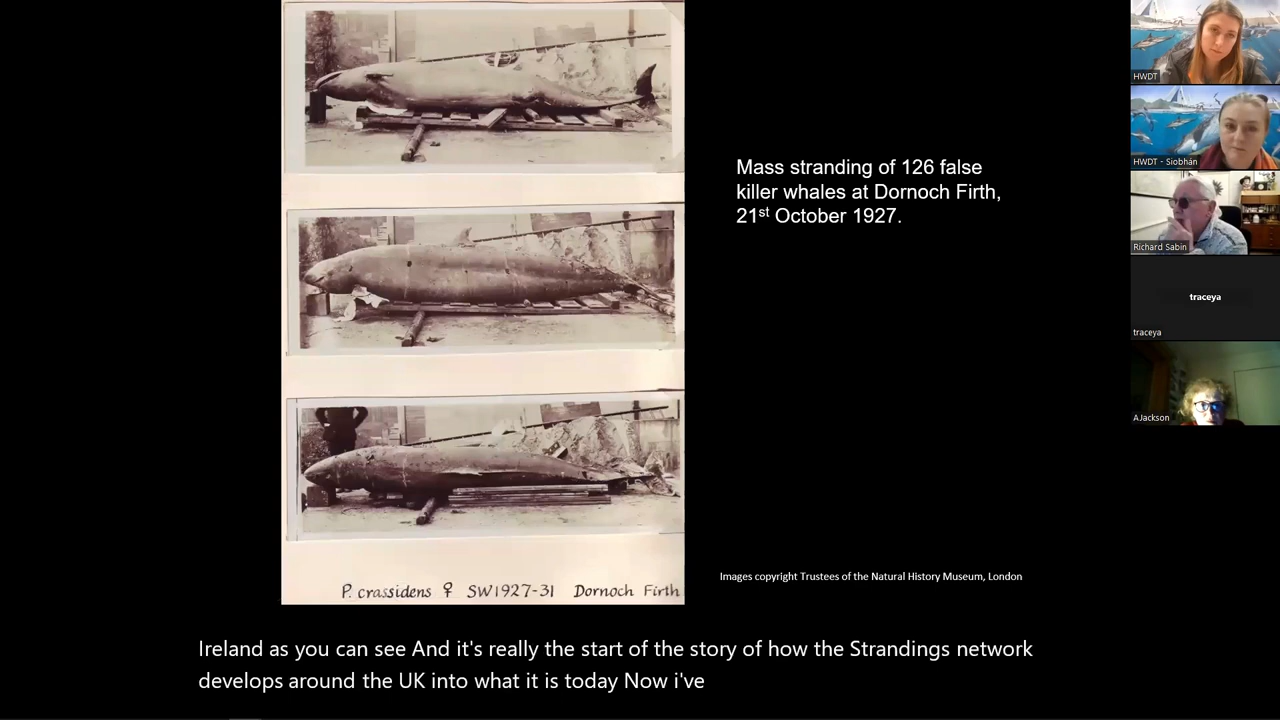 Mass stranding of 126 false
killer whales at Dornoch Firth,
21st October 1927.
P. crassidens ♀ SW1927-31 Dornoch Firth
Images copyright Trustees of the Natural History Museum, London
Ireland as you can see And it's really the start of the story of how the Strandings network
develops around the UK into what it is today Now i've
HWDT
HWDT - Siobhán
Richard Sabin
traceya
traceya
AJackson